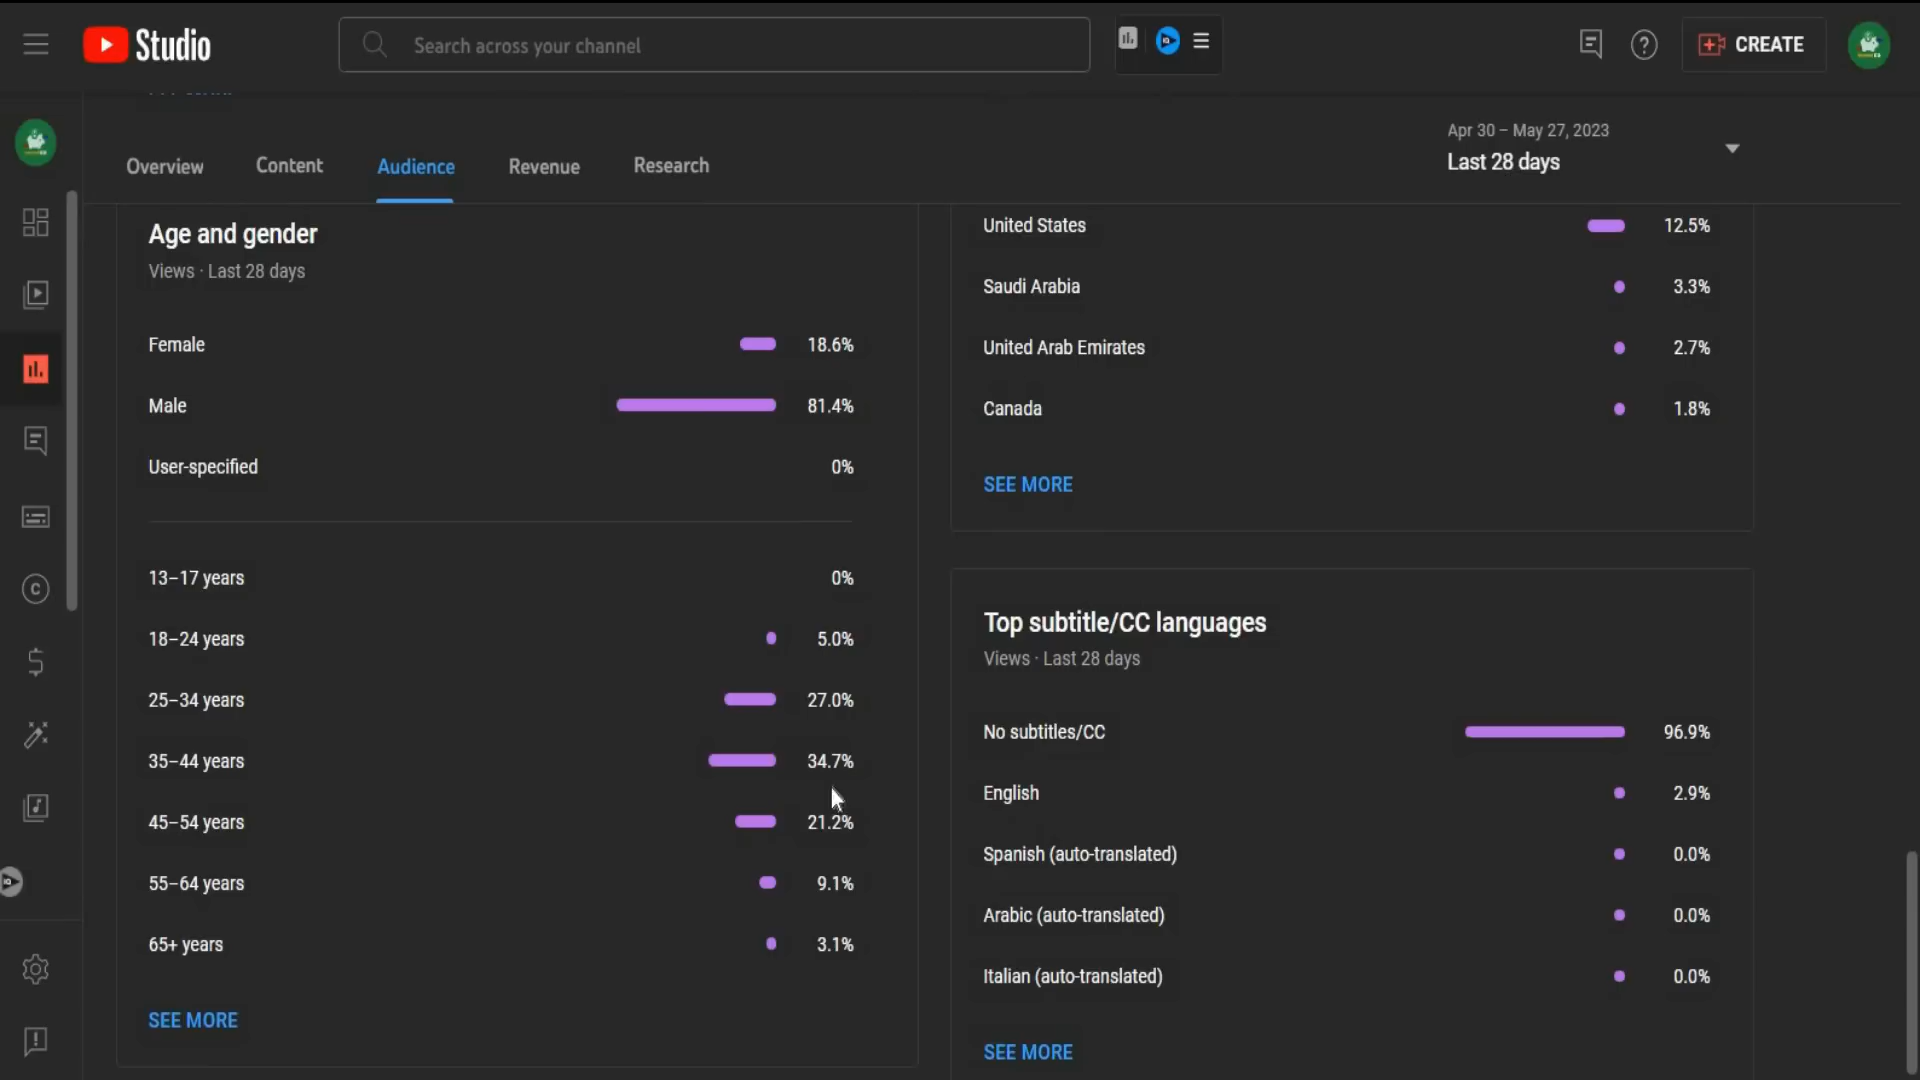 Studio
Search across your channel
CREATE
Apr 30 – May 27, 2023
Last 28 days
Overview
Content
Audience
Revenue
Research
Age and gender
Views · Last 28 days
Female 18.6%
Male 81.4%
User-specified 0%
13–17 years 0%
18–24 years 5.0%
25–34 years 27.0%
35–44 years 34.7%
45–54 years 21.2%
55–64 years 9.1%
65+ years 3.1%
SEE MORE
United States 12.5%
Saudi Arabia 3.3%
United Arab Emirates 2.7%
Canada 1.8%
SEE MORE
Top subtitle/CC languages
Views · Last 28 days
No subtitles/CC 96.9%
English 2.9%
Spanish (auto-translated) 0.0%
Arabic (auto-translated) 0.0%
Italian (auto-translated) 0.0%
SEE MORE